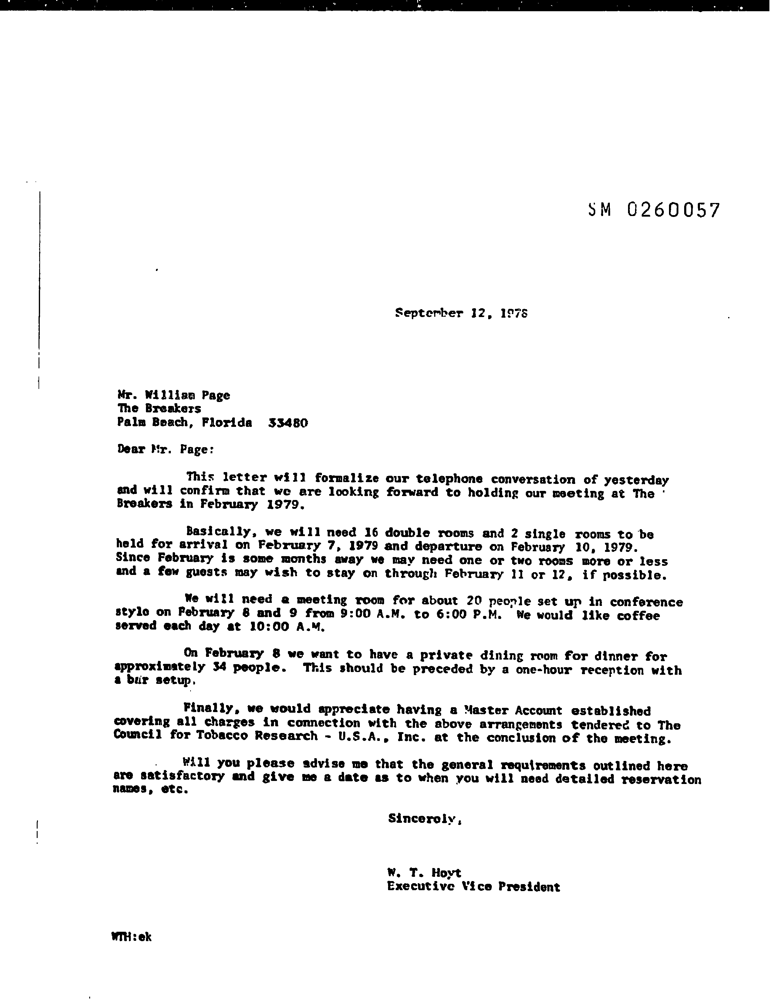 SM 0260057
September 12, 1978
Mr. William Page
The Breakers
Palm Beach, Florida 33480
Dear Mr. Page:
This letter will formalize our telephone conversation of yesterday
and will confirm that we are looking forward to holding our meeting at The
Breakers in February 1979.
Basically, we will need 16 double rooms and 2 single rooms to be
held for arrival on February 7, 1979 and departure on February 10, 1979.
Since February is some months away we may need one or two rooms more or less
and a few guests may wish to stay on through February 11 or 12, if possible.
We will need a meeting room for about 20 people set up in conference
style on February 8 and 9 from 9:00 A.M. to 6:00 P.M. We would like coffee
served each day at 10:00 A.M.
On February 8 we want to have a private dining room for dinner for
approximately 34 people. This should be preceded by a one-hour reception with
a bar setup.
Finally, we would appreciate having a Master Account established
covering all charges in connection with the above arrangements tendered to The
Council for Tobacco Research - U.S.A., Inc. at the conclusion of the meeting.
Will you please advise me that the general requirements outlined here
are satisfactory and give me a date as to when you will need detailed reservation
names, etc.
Sincerely,
W. T. Hoyt
Executive Vice President
WTH:ek